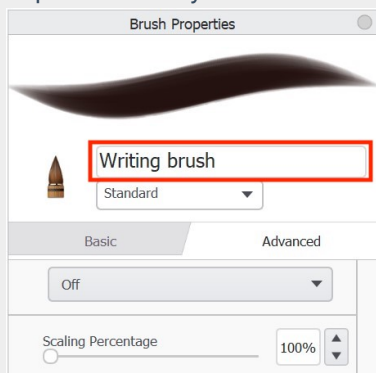 Brush Properties
Writing brush
Standard
Basic Advanced
Off
Scaling Percentage 100%